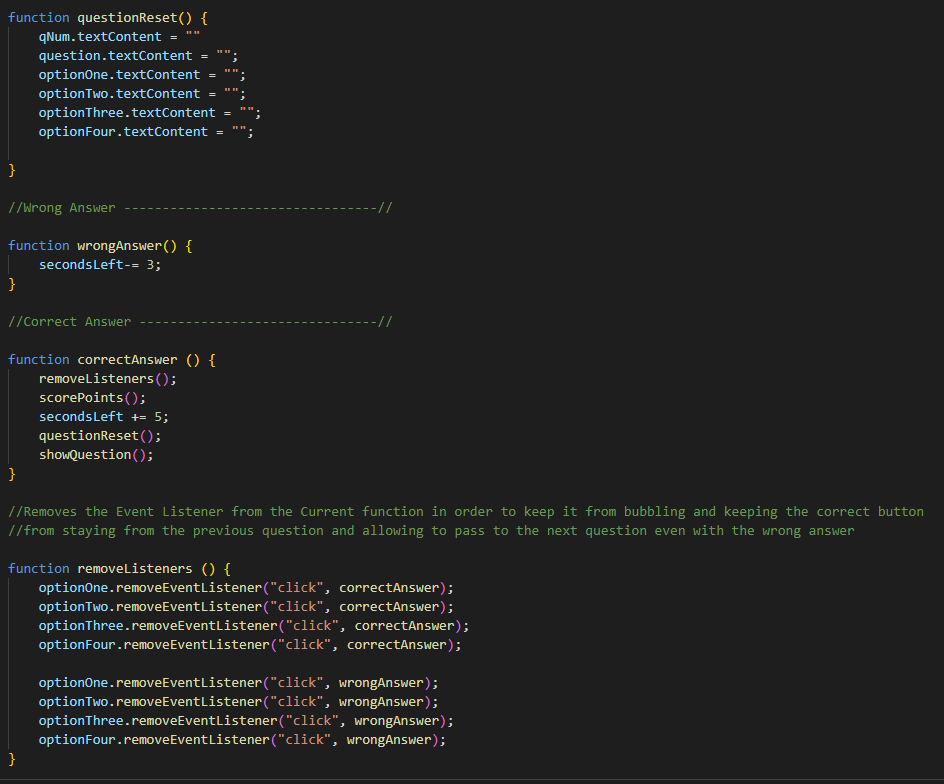 function questionReset() {
    qNum.textContent = ""
    question.textContent = "";
    optionOne.textContent = "";
    optionTwo.textContent = "";
    optionThree.textContent = "";
    optionFour.textContent = "";

}

//Wrong Answer ---------------------------------//

function wrongAnswer() {
    secondsLeft-= 3;
}

//Correct Answer -------------------------------//

function correctAnswer () {
    removeListeners();
    scorePoints();
    secondsLeft += 5;
    questionReset();
    showQuestion();
}

//Removes the Event Listener from the Current function in order to keep it from bubbling and keeping the correct button
//from staying from the previous question and allowing to pass to the next question even with the wrong answer

function removeListeners () {
    optionOne.removeEventListener("click", correctAnswer);
    optionTwo.removeEventListener("click", correctAnswer);
    optionThree.removeEventListener("click", correctAnswer);
    optionFour.removeEventListener("click", correctAnswer);

    optionOne.removeEventListener("click", wrongAnswer);
    optionTwo.removeEventListener("click", wrongAnswer);
    optionThree.removeEventListener("click", wrongAnswer);
    optionFour.removeEventListener("click", wrongAnswer);
}